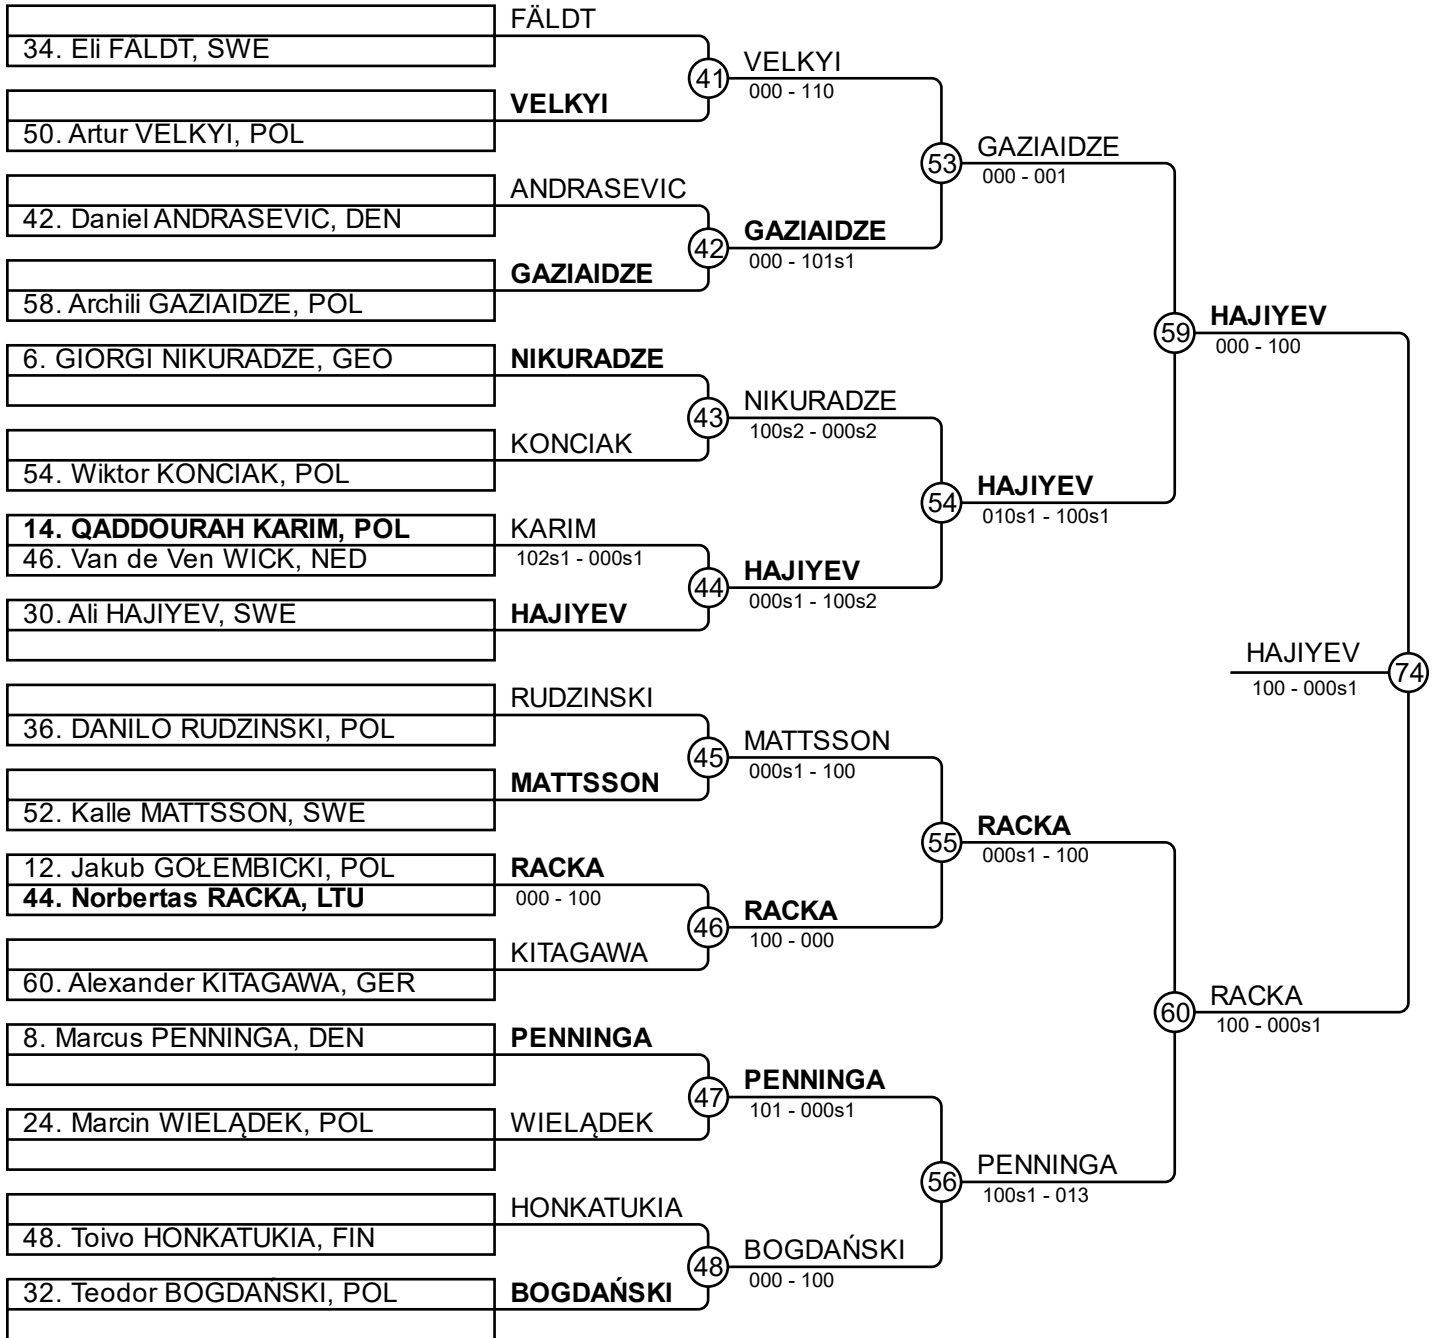 FÄLDT
34. Eli FÄLDT, SWE
VELKYI
000 - 110
41
VELKYI
50. Artur VELKYI, POL
GAZIAIDZE
000 - 001
53
ANDRASEVIC
42. Daniel ANDRASEVIC, DEN
GAZIAIDZE
000 - 101s1
42
GAZIAIDZE
58. Archili GAZIAIDZE, POL
HAJIYEV
000 - 100
59
6. GIORGI NIKURADZE, GEO
NIKURADZE
NIKURADZE
100s2 - 000s2
43
KONCIAK
54. Wiktor KONCIAK, POL
HAJIYEV
010s1 - 100s1
54
14. QADDOURAH KARIM, POL
KARIM
46. Van de Ven WICK, NED
102s1 - 000s1
HAJIYEV
000s1 - 100s2
44
30. Ali HAJIYEV, SWE
HAJIYEV
HAJIYEV
100 - 000s1
74
RUDZINSKI
36. DANILO RUDZINSKI, POL
MATTSSON
000s1 - 100
45
MATTSSON
52. Kalle MATTSSON, SWE
RACKA
000s1 - 100
55
12. Jakub GOŁEMBICKI, POL
RACKA
44. Norbertas RACKA, LTU
000 - 100
RACKA
100 - 000
46
KITAGAWA
60. Alexander KITAGAWA, GER
RACKA
100 - 000s1
60
8. Marcus PENNINGA, DEN
PENNINGA
PENNINGA
101 - 000s1
47
24. Marcin WIELĄDEK, POL
WIELĄDEK
PENNINGA
100s1 - 013
56
HONKATUKIA
48. Toivo HONKATUKIA, FIN
BOGDAŃSKI
000 - 100
48
32. Teodor BOGDAŃSKI, POL
BOGDAŃSKI